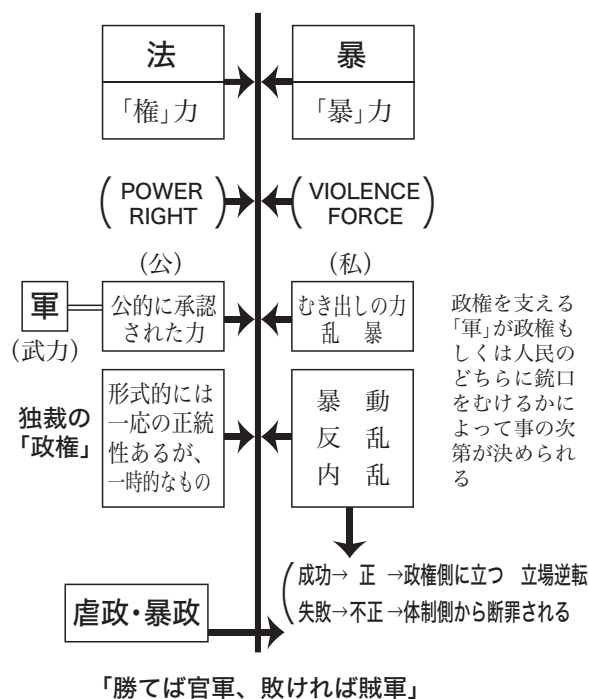 法
「権」力
暴
「暴」力
(POWER
RIGHT)
(VIOLENCE
FORCE)
(公)
(私)
軍
(武力)
公的に承認
された力
むき出しの力
乱 暴
政権を支える
「軍」が政権も
しくは人民の
どちらに銃口
をむけるかに
よって事の次
第が決められ
る
独裁の
「政権」
形式的には
一応の正統
性あるが、
一時的なもの
暴 動
反 乱
内 乱
(成功→ 正 →政権側に立つ 立場逆転
失敗→不正→体制側から断罪される
虐政・暴政
「勝てば官軍、敗ければ賊軍」